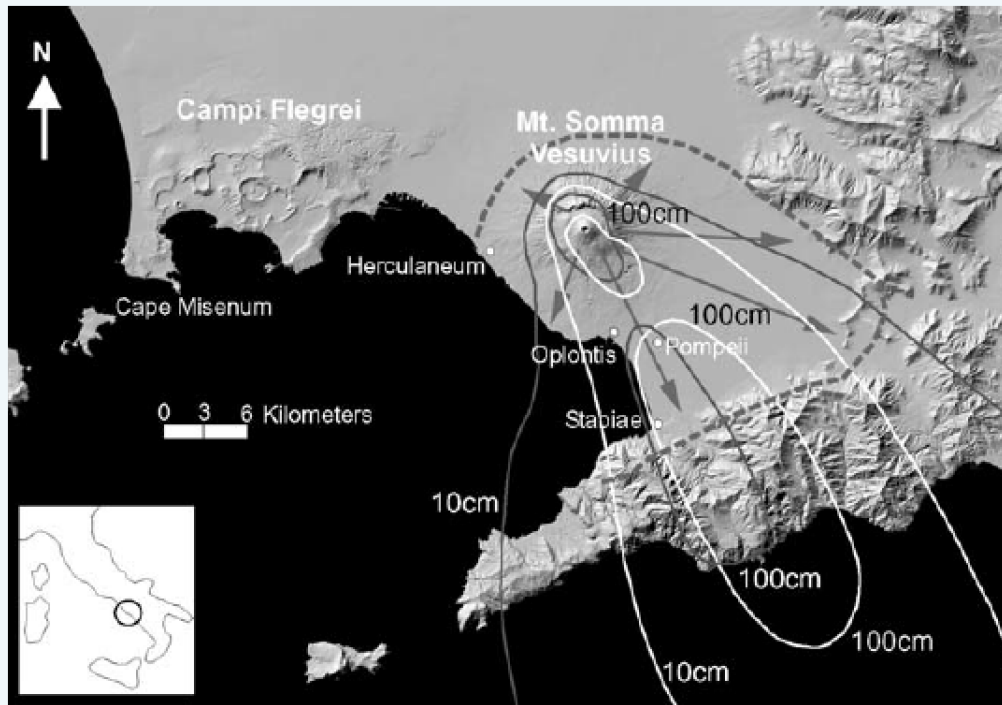 N
Campi Flegrei
Mt. Somma
Vesuvius
100cm
Herculaneum
Cape Misenum
100cm
Oplontis
Pompeii
0 3 6 Kilometers
Stabiae
10cm
100cm
100cm
10cm